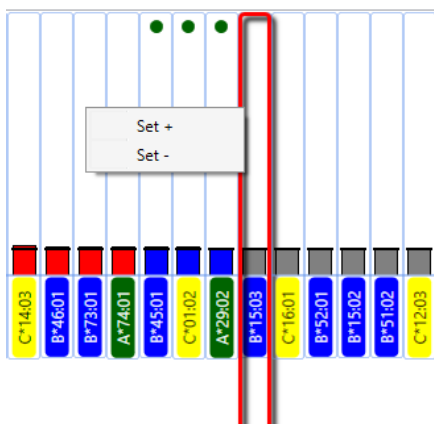 Set +
Set -
C*14:03
B*46:01
B*73:01
A*74:01
B*45:01
C*01:02
A*29:02
B*15:03
C*16:01
B*52:01
B*15:02
B*51:02
C*12:03